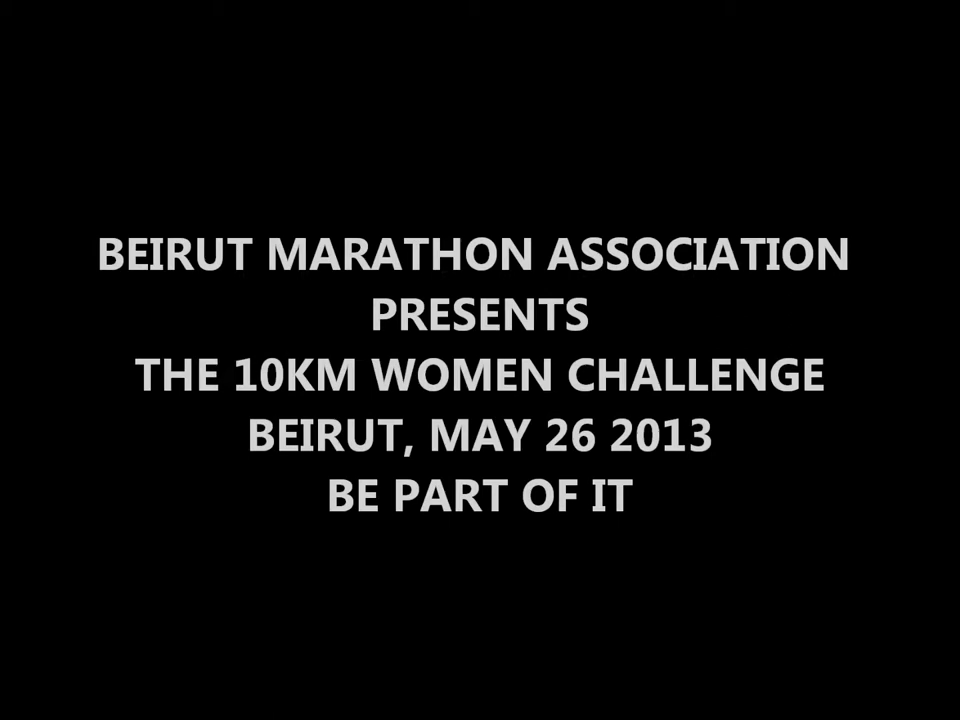 BEIRUT MARATHON ASSOCIATION
PRESENTS
THE 10KM WOMEN CHALLENGE
BEIRUT, MAY 26 2013
BE PART OF IT